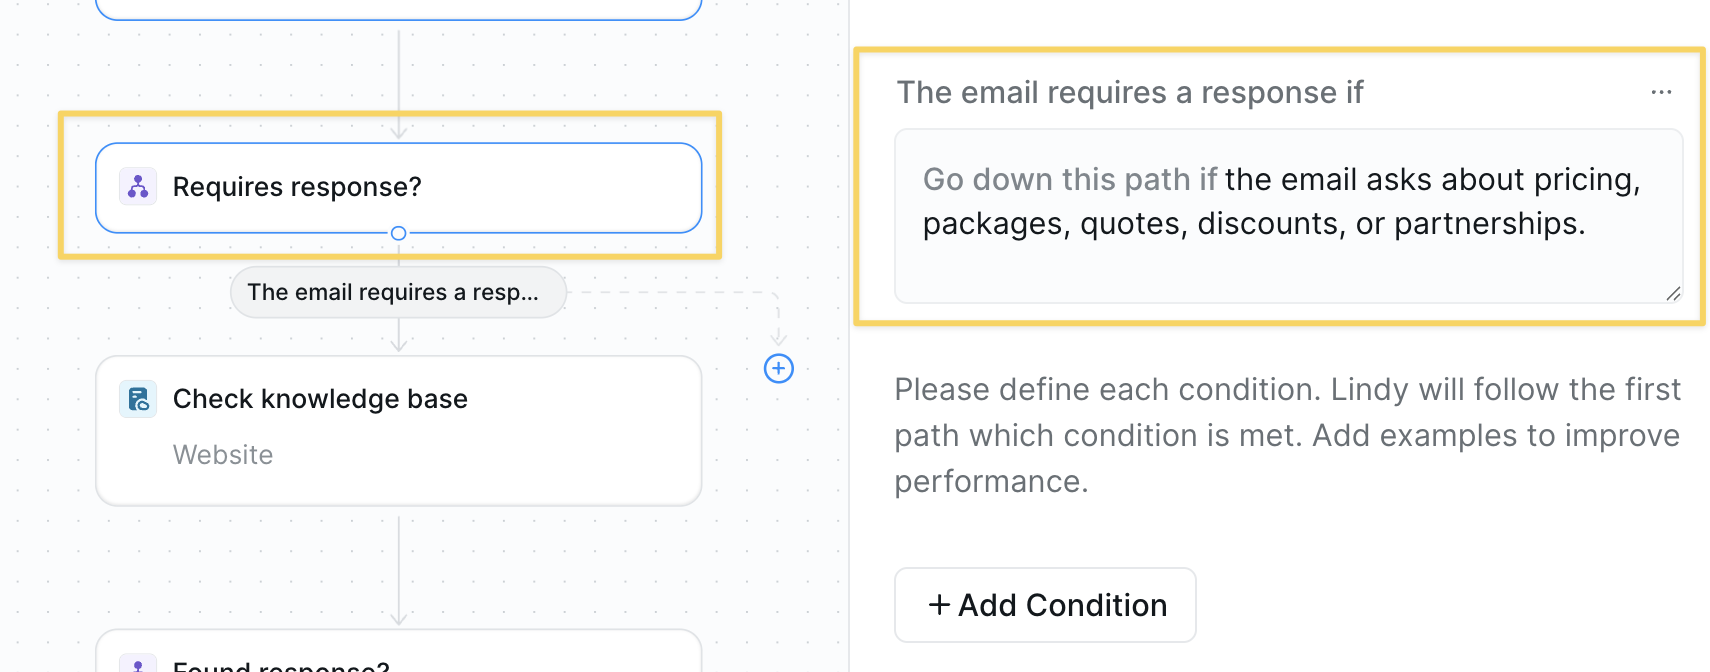 Requires response?
The email requires a resp...
Check knowledge base
Website
Found response?
The email requires a response if
Go down this path if the email asks about pricing,
packages, quotes, discounts, or partnerships.
Please define each condition. Lindy will follow the first
path which condition is met. Add examples to improve
performance.
+ Add Condition